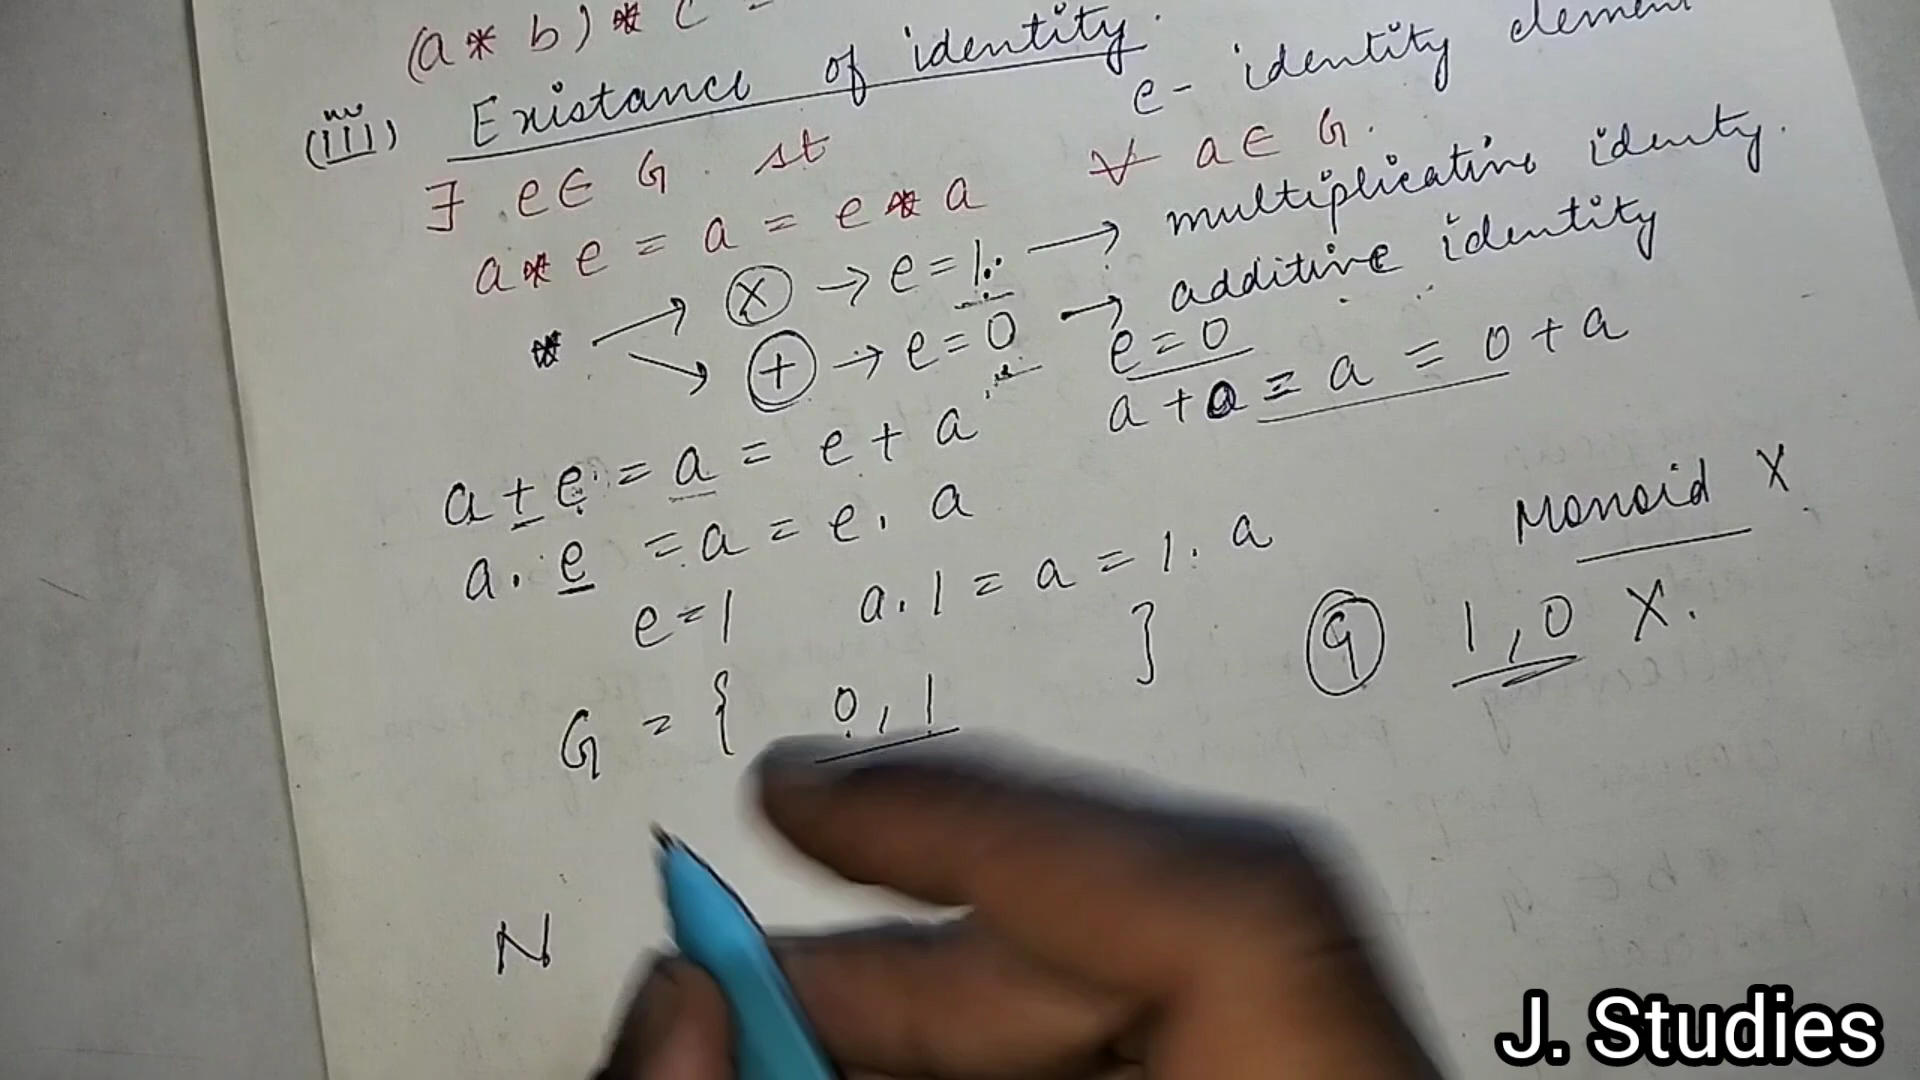 (a * b) * c =
(iii) Existance of identity.
e - identity element
∃ e ∈ G . st
a * e = a = e * a ∀ a ∈ G.
* → × → e = 1 → multiplicative identy.
→ + → e = 0 → additive identity
e = 0
a + e = a = e + a
a + 0 = a = 0 + a
a . e = a = e . a
Monoid X
e = 1 a . 1 = a = 1 . a
G = { 0 , 1 }
G 1 , 0 X .
N
J. Studies